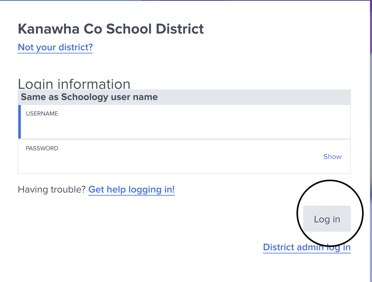 Kanawha Co School District
Not your district?
Login information
Same as Schoology user name
USERNAME
PASSWORD
Show
Having trouble? Get help logging in!
Log in
District admin log in